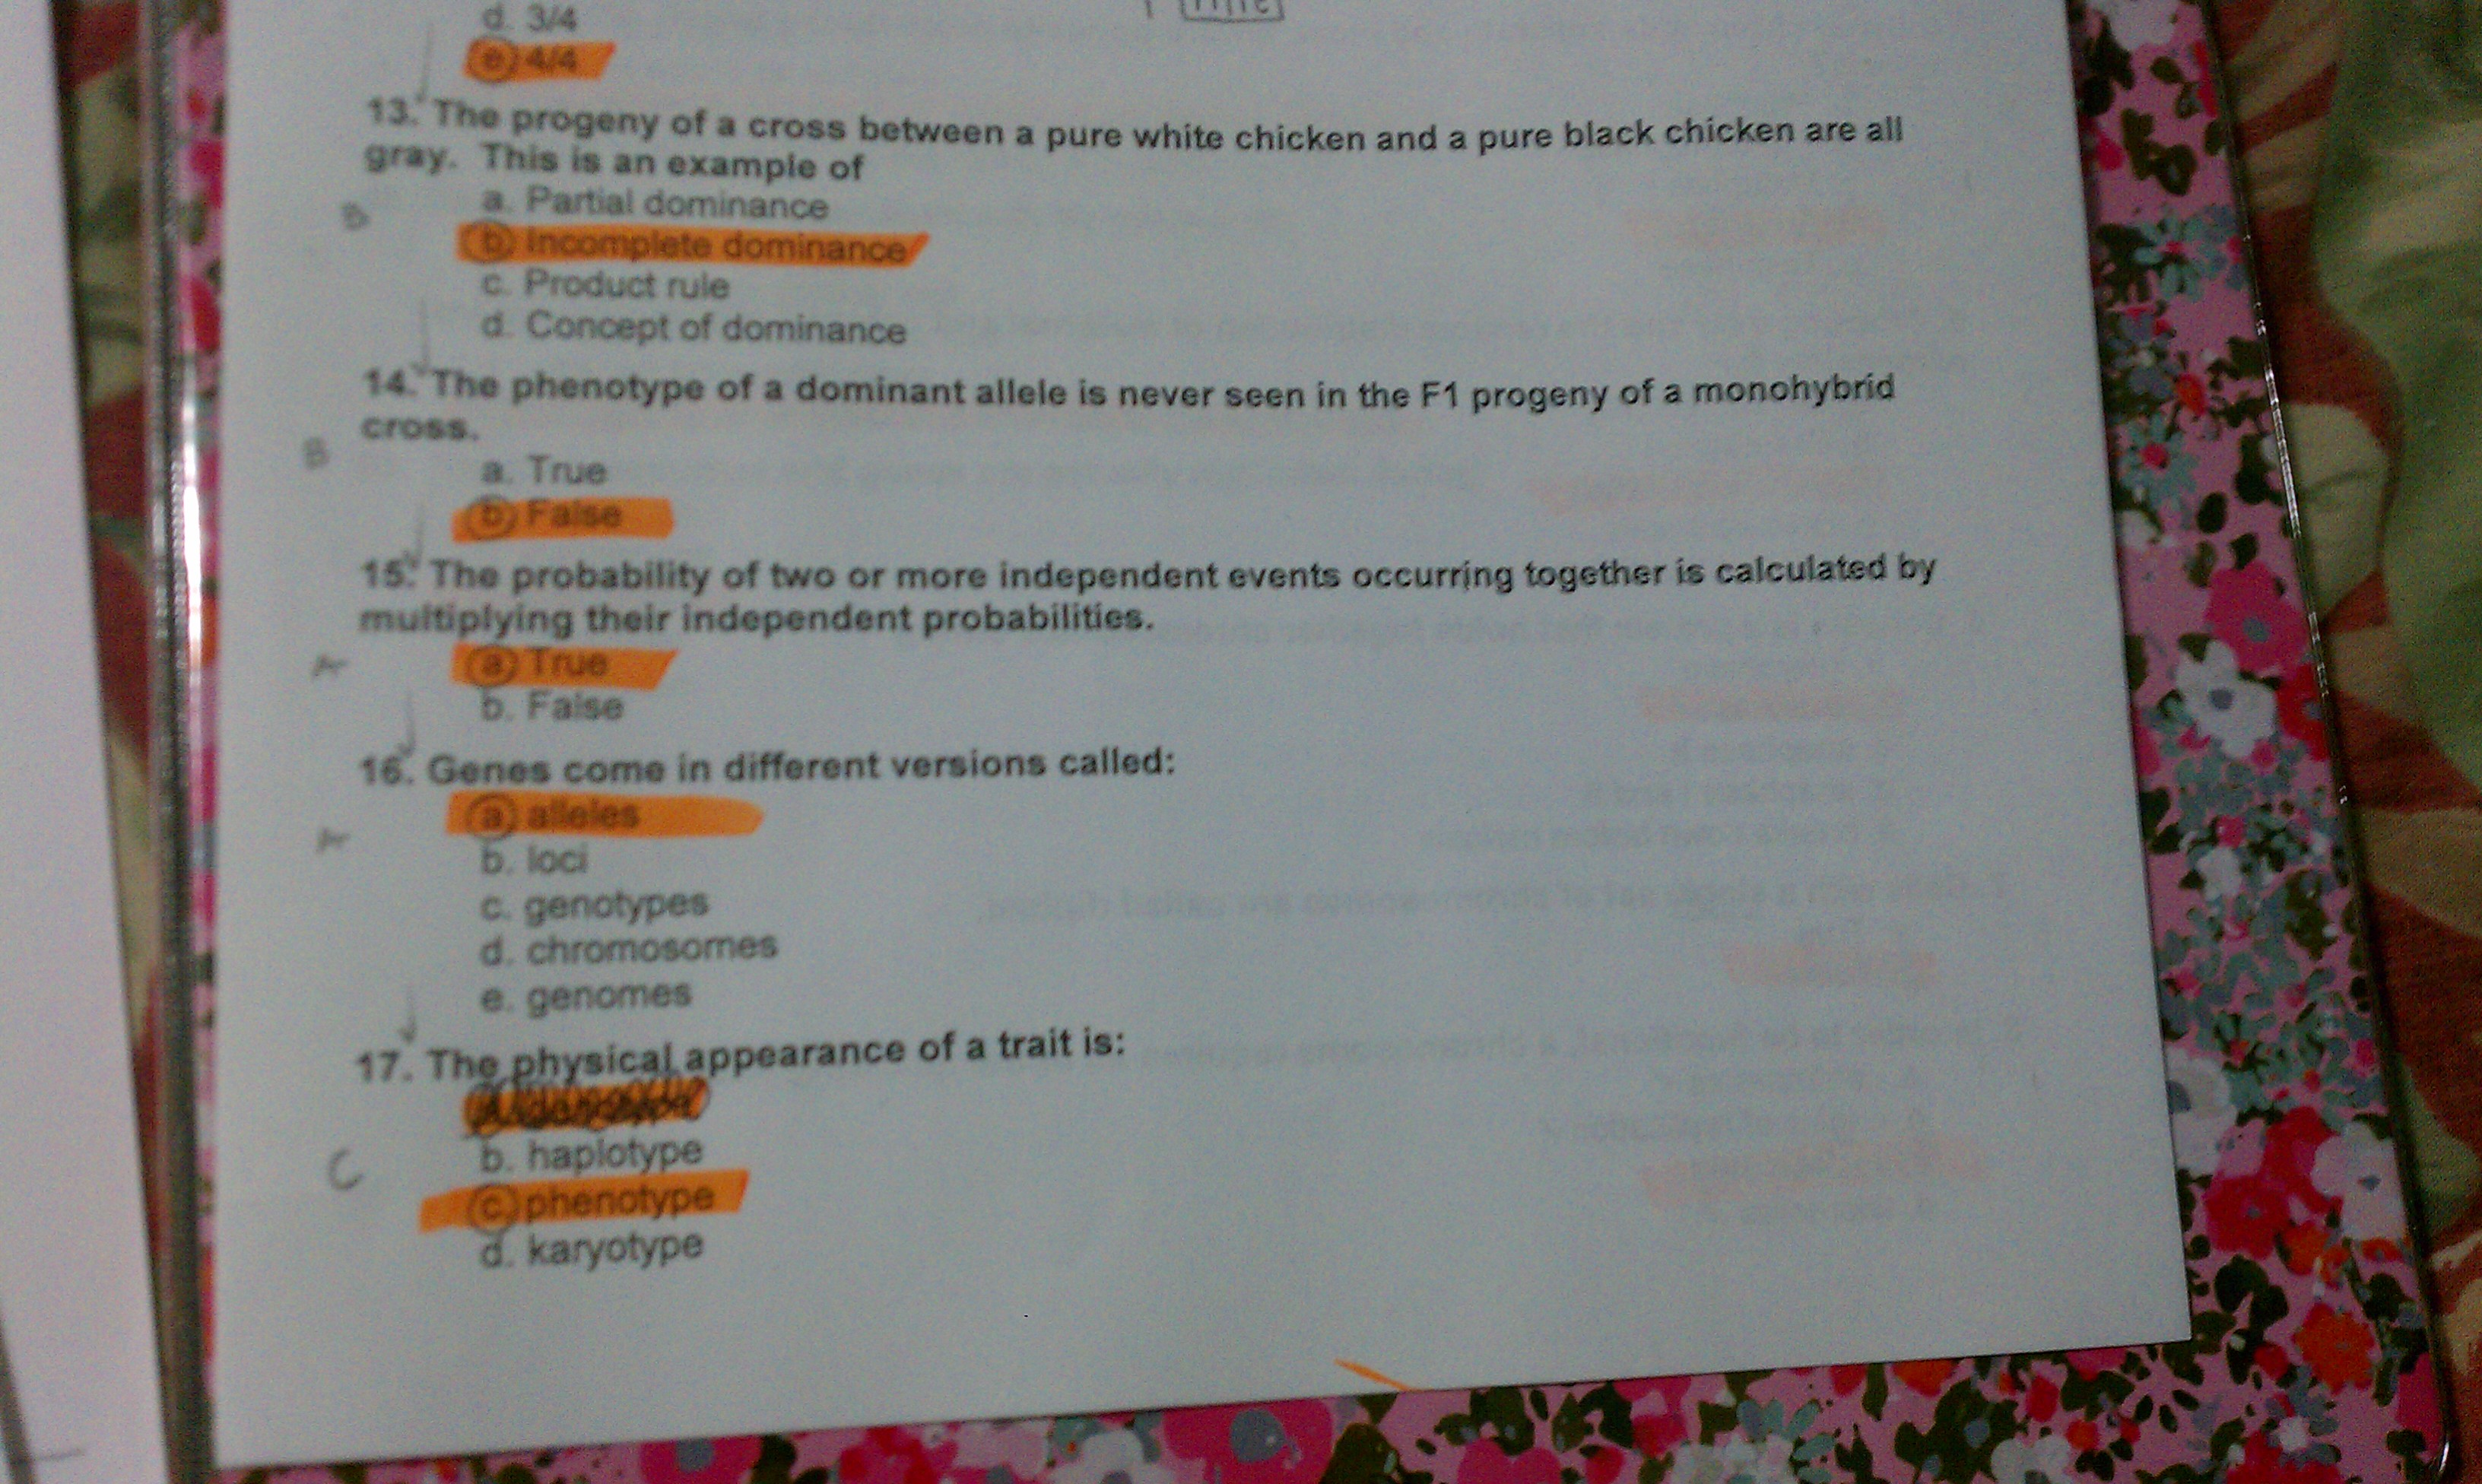 d. 3/4
e. 4/4
13. The progeny of a cross between a pure white chicken and a pure black chicken are all
gray. This is an example of
a. Partial dominance
B
b. Incomplete dominance
c. Product rule
d. Concept of dominance
14. The phenotype of a dominant allele is never seen in the F1 progeny of a monohybrid
cross.
B
a. True
b. False
15. The probability of two or more independent events occurring together is calculated by
multiplying their independent probabilities.
A
a. True
b. False
16. Genes come in different versions called:
a. alleles
A
b. loci
c. genotypes
d. chromosomes
e. genomes
17. The physical appearance of a trait is:
b. haplotype
C
c. phenotype
d. karyotype